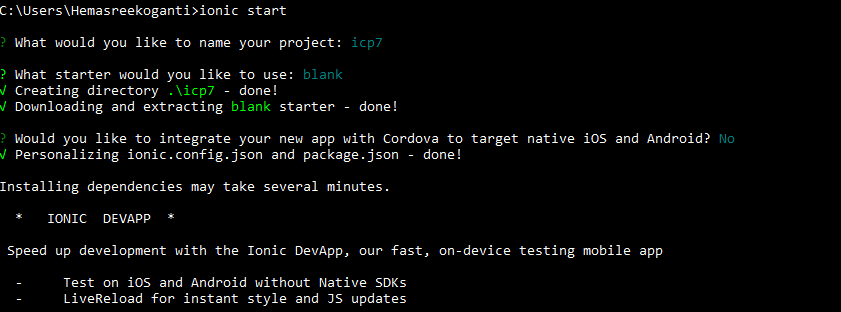 C:\Users\Hemasreekoganti>ionic start
? What would you like to name your project: icp7
? What starter would you like to use: blank
√ Creating directory .\icp7 - done!
√ Downloading and extracting blank starter - done!
? Would you like to integrate your new app with Cordova to target native iOS and Android? No
√ Personalizing ionic.config.json and package.json - done!
Installing dependencies may take several minutes.
* IONIC DEVAPP *
Speed up development with the Ionic DevApp, our fast, on-device testing mobile app
- Test on iOS and Android without Native SDKs
- LiveReload for instant style and JS updates